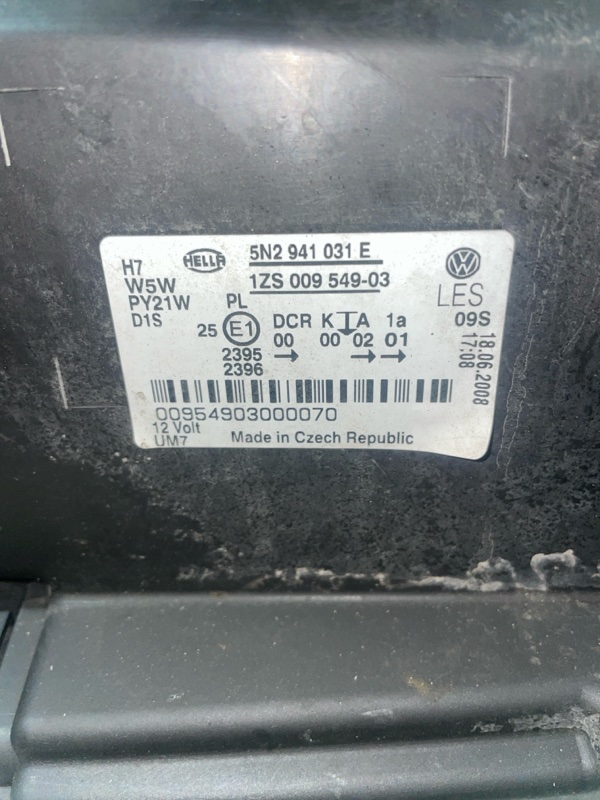 H7
W5W
PY21W
D1S
HELLA
5N2 941 031 E
1ZS 009 549-03
LES
09S
18.06.2008
17:08
PL
25 E1 DCR K A 1a
00 00 02 01
2395
2396
00954903000070
12 Volt
UM7
Made in Czech Republic